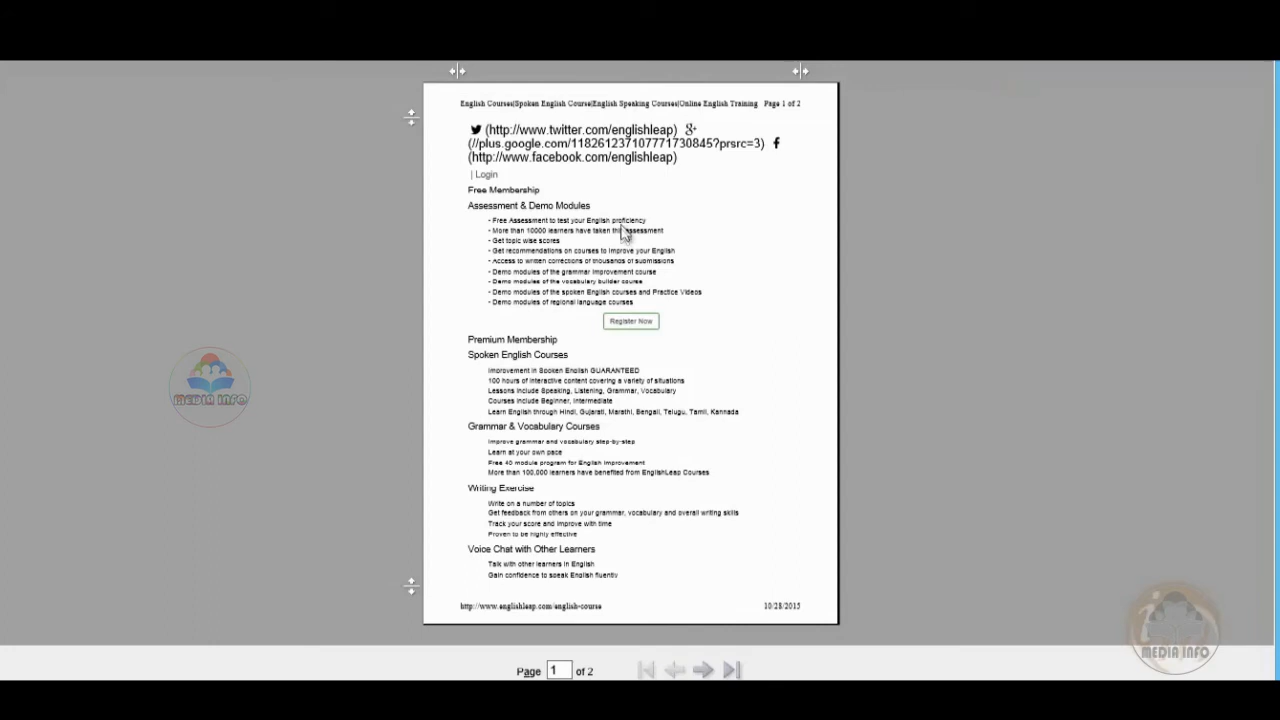 English Courses|Spoken English Course|English Speaking Courses|Online English Training Page 1 of 2
(http://www.twitter.com/englishleap) g+
(//plus.google.com/118261237107771730845?prsrc=3) f
(http://www.facebook.com/englishleap)
| Login
Free Membership
Assessment & Demo Modules
- Free Assessment to test your English proficiency
- More than 10000 learners have taken this assessment
- Get topic wise scores
- Get recommendations on courses to improve your English
- Access to written corrections of thousands of submissions
- Demo modules of the grammar improvement course
- Demo modules of the vocabulary builder course
- Demo modules of the spoken English courses and Practice Videos
- Demo modules of regional language courses
Register Now
Premium Membership
Spoken English Courses
Improvement in Spoken English GUARANTEED
100 hours of interactive content covering a variety of situations
Lessons include Speaking, Listening, Grammar, Vocabulary
Courses include Beginner, Intermediate
Learn English through Hindi, Gujarati, Marathi, Bengali, Telugu, Tamil, Kannada
Grammar & Vocabulary Courses
Improve grammar and vocabulary step-by-step
Learn at your own pace
Free 40 module program for English improvement
More than 100,000 learners have benefited from EnglishLeap Courses
Writing Exercise
Write on a number of topics
Get feedback from others on your grammar, vocabulary and overall writing skills
Track your score and improve with time
Proven to be highly effective
Voice Chat with Other Learners
Talk with other learners in English
Gain confidence to speak English fluently
http://www.englishleap.com/english-course 10/28/2015
MEDIA INFO
MEDIA INFO
Page 1 of 2